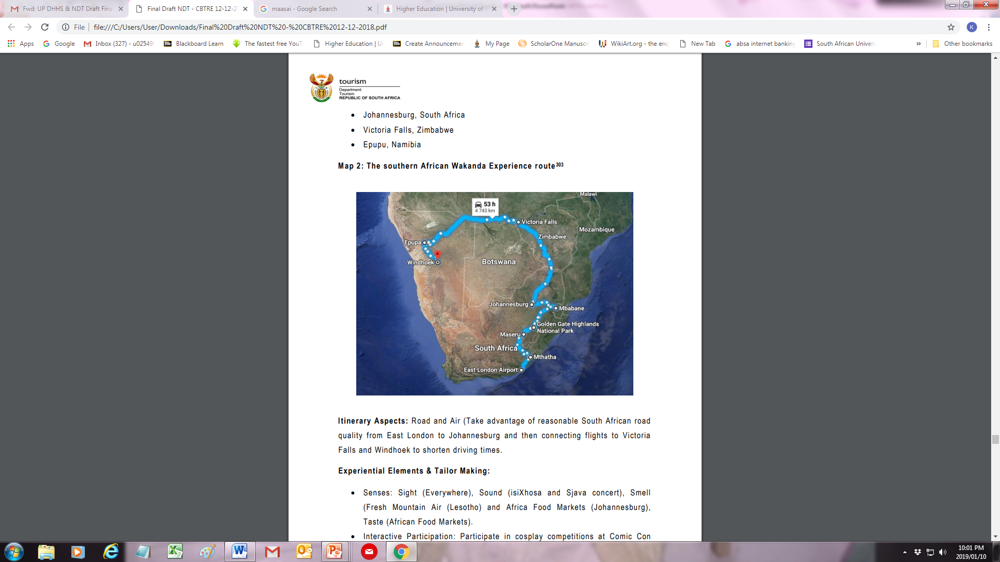 Fwd: UP DHHS & NDT Draft Fina
Final Draft NDT - CBTRE 12-12-20
maasai - Google Search
Higher Education | University of P
File
file:///C:/Users/User/Downloads/Final%20Draft%20NDT%20-%20CBTRE%2012-12-2018.pdf
K
Apps
Google
Inbox (327) - u02549
Blackboard Learn
The fastest free YouT
Higher Education | Un
Create Announcemen
My Page
ScholarOne Manuscri
WikiArt.org - the enc
New Tab
absa internet banking
South African Univers
»
Other bookmarks
tourism
Department:
Tourism
REPUBLIC OF SOUTH AFRICA
• Johannesburg, South Africa
• Victoria Falls, Zimbabwe
• Epupu, Namibia
Map 2: The southern African Wakanda Experience route303
Malawi
53 h
4 743 km
Victoria Falls
Mozambique
Zimbabwe
Epupa
Windhoek
Botswana
Johannesburg
Mbabane
Golden Gate Highlands
National Park
Maseru
South Africa
Mthatha
East London Airport
Itinerary Aspects: Road and Air (Take advantage of reasonable South African road
quality from East London to Johannesburg and then connecting flights to Victoria
Falls and Windhoek to shorten driving times.
Experiential Elements & Tailor Making:
• Senses: Sight (Everywhere), Sound (isiXhosa and Sjava concert), Smell
(Fresh Mountain Air (Lesotho) and Africa Food Markets (Johannesburg),
Taste (African Food Markets).
• Interactive Participation: Participate in cosplay competitions at Comic Con
10:01 PM
2019/01/10